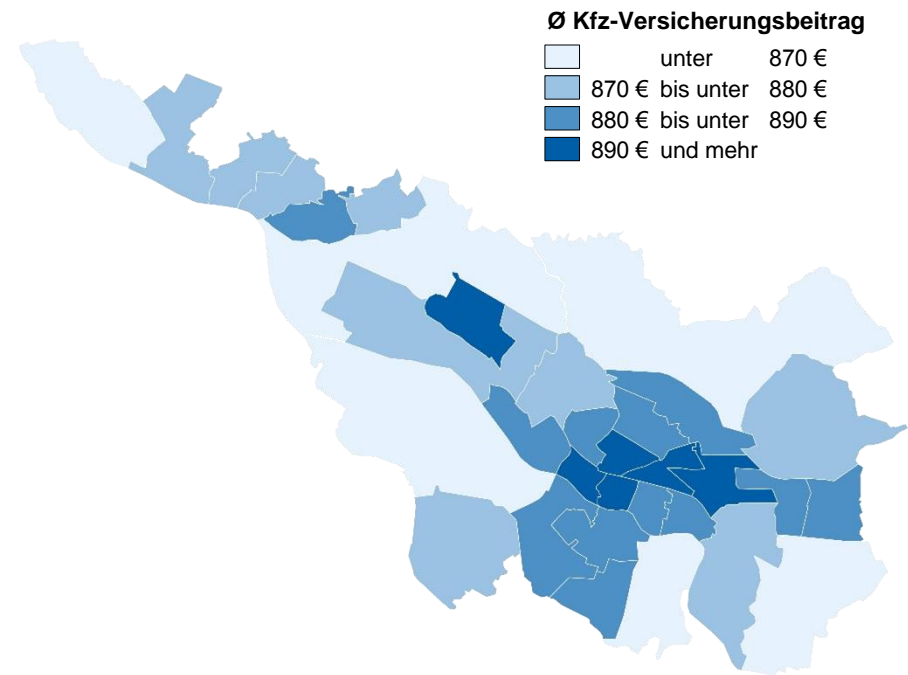 Ø Kfz-Versicherungsbeitrag
unter 870 €
870 € bis unter 880 €
880 € bis unter 890 €
890 € und mehr